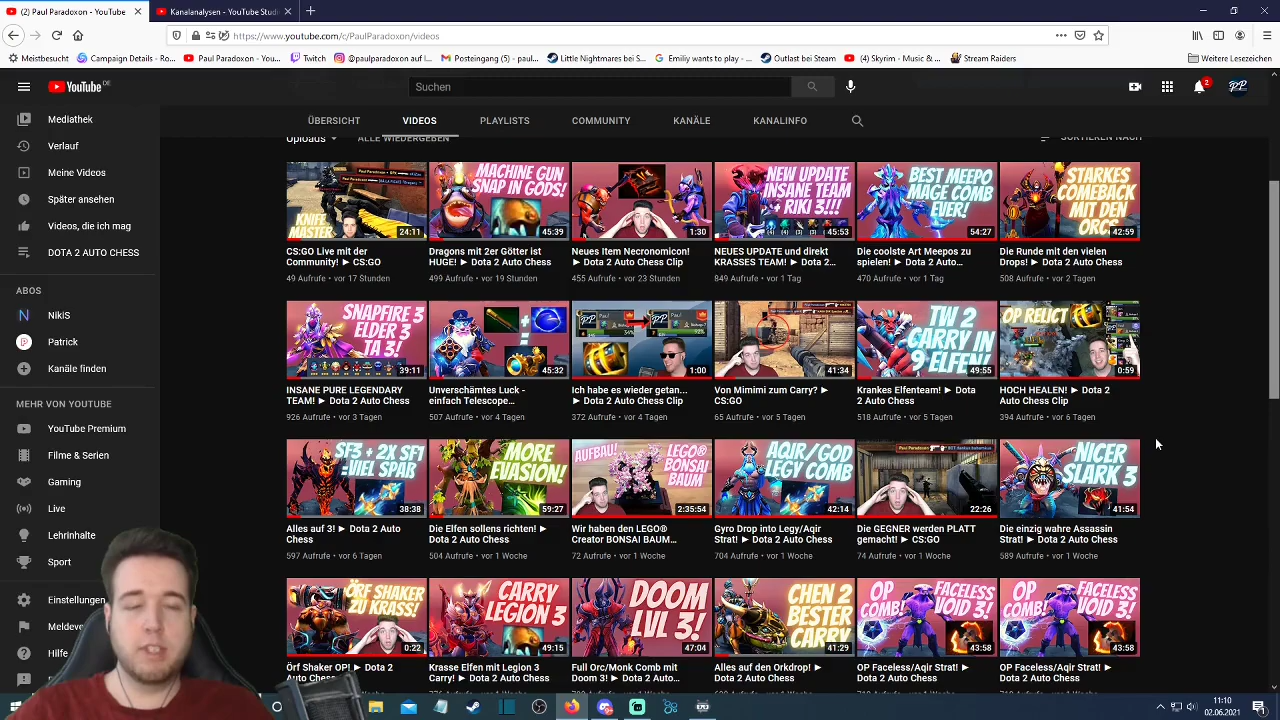 (2) Paul Paradoxon - YouTube
Kanalanalysen - YouTube Studi
https://www.youtube.com/c/PaulParadoxon/videos
Meistbesucht
Campaign Details - Ro...
Paul Paradoxon - You...
Twitch
@paulparadoxon auf I...
Posteingang (5) - paul...
Little Nightmares bei S...
Emiliy wants to play - ...
Outlast bei Steam
(4) Skyrim - Music & ...
Stream Raiders
Weitere Lesezeichen
YouTube DE
Suchen
2
PP
Mediathek
Verlauf
Meine Videos
Später ansehen
Videos, die ich mag
DOTA 2 AUTO CHESS
ABOS
NikiS
Patrick
Kanäle finden
MEHR VON YOUTUBE
YouTube Premium
Filme & Serien
Gaming
Live
Lehrinhalte
Sport
Einstellungen
Meldeve
Hilfe
ÜBERSICHT
VIDEOS
PLAYLISTS
COMMUNITY
KANÄLE
KANALINFO
Uploads
ALLE WIEDERGEBEN
SORTIEREN NACH
KNIFE
MASTER
24:11
MACHINE GUN
SNAP IN GODS!
45:39
1:30
NEW UPDATE
INSANE TEAM
+ RIKI 3!!!
45:53
BEST MEEPO
MAGE COMB
EVER!
54:27
STARKES
COMEBACK
MIT DEN
ORCS
42:59
CS:GO Live mit der
Community! ► CS:GO
49 Aufrufe • vor 17 Stunden
Dragons mit 2er Götter ist
HUGE! ► Dota 2 Auto Chess
499 Aufrufe • vor 19 Stunden
Neues Item Necronomicon!
► Dota 2 Auto Chess Clip
455 Aufrufe • vor 23 Stunden
NEUES UPDATE und direkt
KRASSES TEAM! ► Dota 2...
849 Aufrufe • vor 1 Tag
Die coolste Art Meepos zu
spielen! ► Dota 2 Auto...
470 Aufrufe • vor 1 Tag
Die Runde mit den vielen
Drops! ► Dota 2 Auto Chess
508 Aufrufe • vor 2 Tagen
SNAPFIRE 3
ELDER 3
TA 3!
39:11
45:32
1:00
41:34
TW 2
CARRY IN
9 ELFEN!
49:55
OP RELICT
0:59
INSANE PURE LEGENDARY
TEAM! ► Dota 2 Auto Chess
926 Aufrufe • vor 3 Tagen
Unverschämtes Luck -
einfach Telescope...
507 Aufrufe • vor 4 Tagen
Ich habe es wieder getan...
► Dota 2 Auto Chess Clip
372 Aufrufe • vor 4 Tagen
Von Mimimi zum Carry? ►
CS:GO
65 Aufrufe • vor 5 Tagen
Krankes Elfenteam! ► Dota
2 Auto Chess
518 Aufrufe • vor 5 Tagen
HOCH HEALEN! ► Dota 2
Auto Chess Clip
394 Aufrufe • vor 6 Tagen
SF3 + 2X SF1
=VIEL SPAß
38:38
MORE
EVASION!
59:27
AUFBAU!
LEGO®
BONSAI
BAUM
2:35:54
AQIR/GOD
LEGY COMB
42:14
22:26
NICER
SLARK 3
41:54
Alles auf 3! ► Dota 2 Auto
Chess
597 Aufrufe • vor 6 Tagen
Die Elfen sollens richten! ►
Dota 2 Auto Chess
504 Aufrufe • vor 1 Woche
Wir haben den LEGO®
Creator BONSAI BAUM...
72 Aufrufe • vor 1 Woche
Gyro Drop into Legy/Aqir
Strat! ► Dota 2 Auto Chess
704 Aufrufe • vor 1 Woche
Die GEGNER werden PLATT
gemacht! ► CS:GO
74 Aufrufe • vor 1 Woche
Die einzig wahre Assassin
Strat! ► Dota 2 Auto Chess
589 Aufrufe • vor 1 Woche
ÖRF SHAKER
ZU KRASS!
0:22
CARRY
LEGION 3
49:15
DOOM
LVL 3!
47:04
CHEN 2
BESTER
CARRY
41:29
OP
COMB!
FACELESS
VOID 3!
43:58
OP
COMB!
FACELESS
VOID 3!
43:58
Örf Shaker OP! ► Dota 2
Krasse Elfen mit Legion 3
Carry! ► Dota 2 Auto Chess
Full Orc/Monk Comb mit
Doom 3! ► Dota 2 Auto...
Alles auf den Orkdrop! ►
Dota 2 Auto Chess
OP Faceless/Aqir Strat! ►
Dota 2 Auto Chess
OP Faceless/Aqir Strat! ►
Dota 2 Auto Chess
11:10
02.06.2021